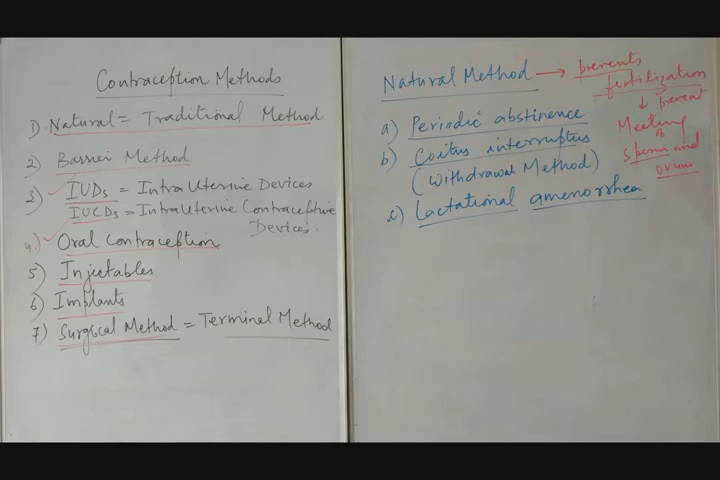 Contraception Methods
1) Natural = Traditional Method
2) Barrier Method
3) IUDs = Intra Uterine Devices
IUCDs = Intra Uterine Contraceptive
Devices.
4) Oral Contraception
5) Injectables
6) Implants
7) Surgical Method = Terminal Method
Natural Method → prevents
fertilization
↓ prevent
Meeting
of
sperm and
ovum
a) Periodic abstinence
b) Coitus interruptus
(withdrawal Method)
c) Lactational amenorrhea